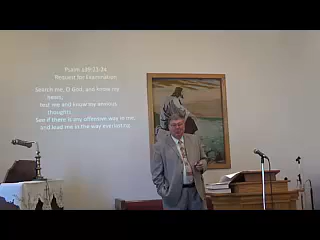 Psalm 139:23-24
Request for Examination
Search me, O God, and know my
heart;
test me and know my anxious
thoughts.
See if there is any offensive way in me,
and lead me in the way everlasting.